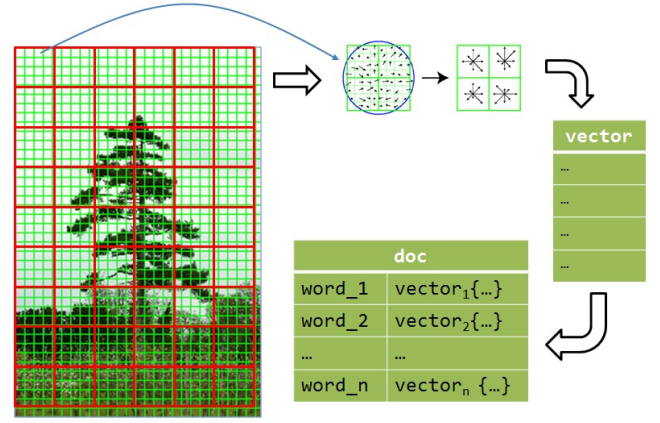 vector
…
…
…
…
doc
word_1 vector₁{…}
word_2 vector₂{…}
… …
word_n vectorₙ {…}